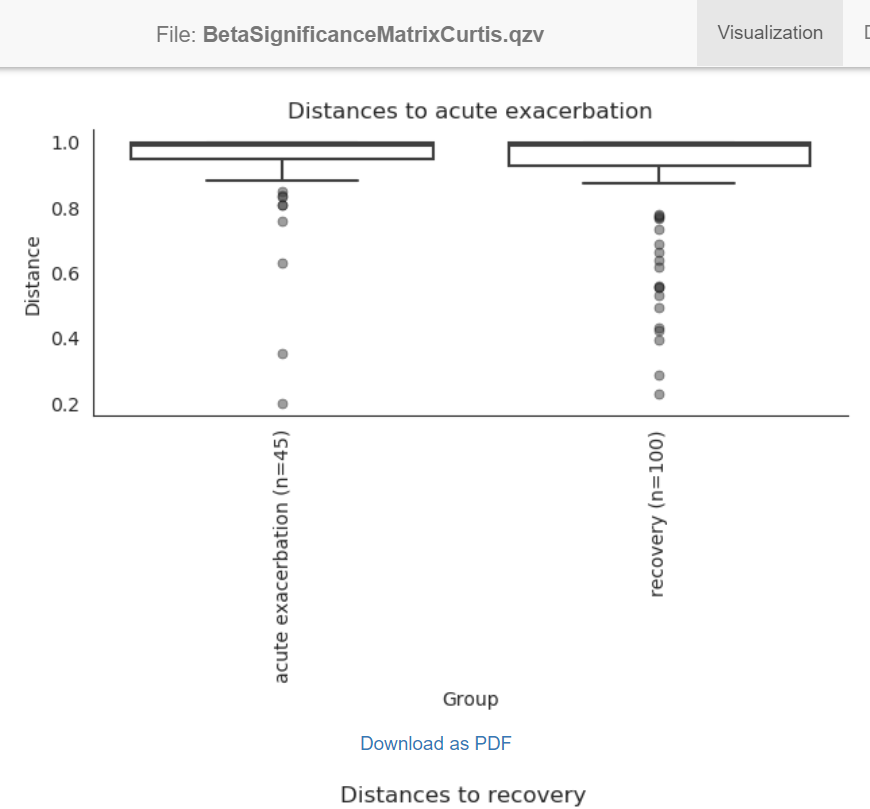 File: BetaSignificanceMatrixCurtis.qzv
Visualization
D
Distances to acute exacerbation
1.0
0.8
0.6
0.4
0.2
Distance
acute exacerbation (n=45)
recovery (n=100)
Group
Download as PDF
Distances to recovery